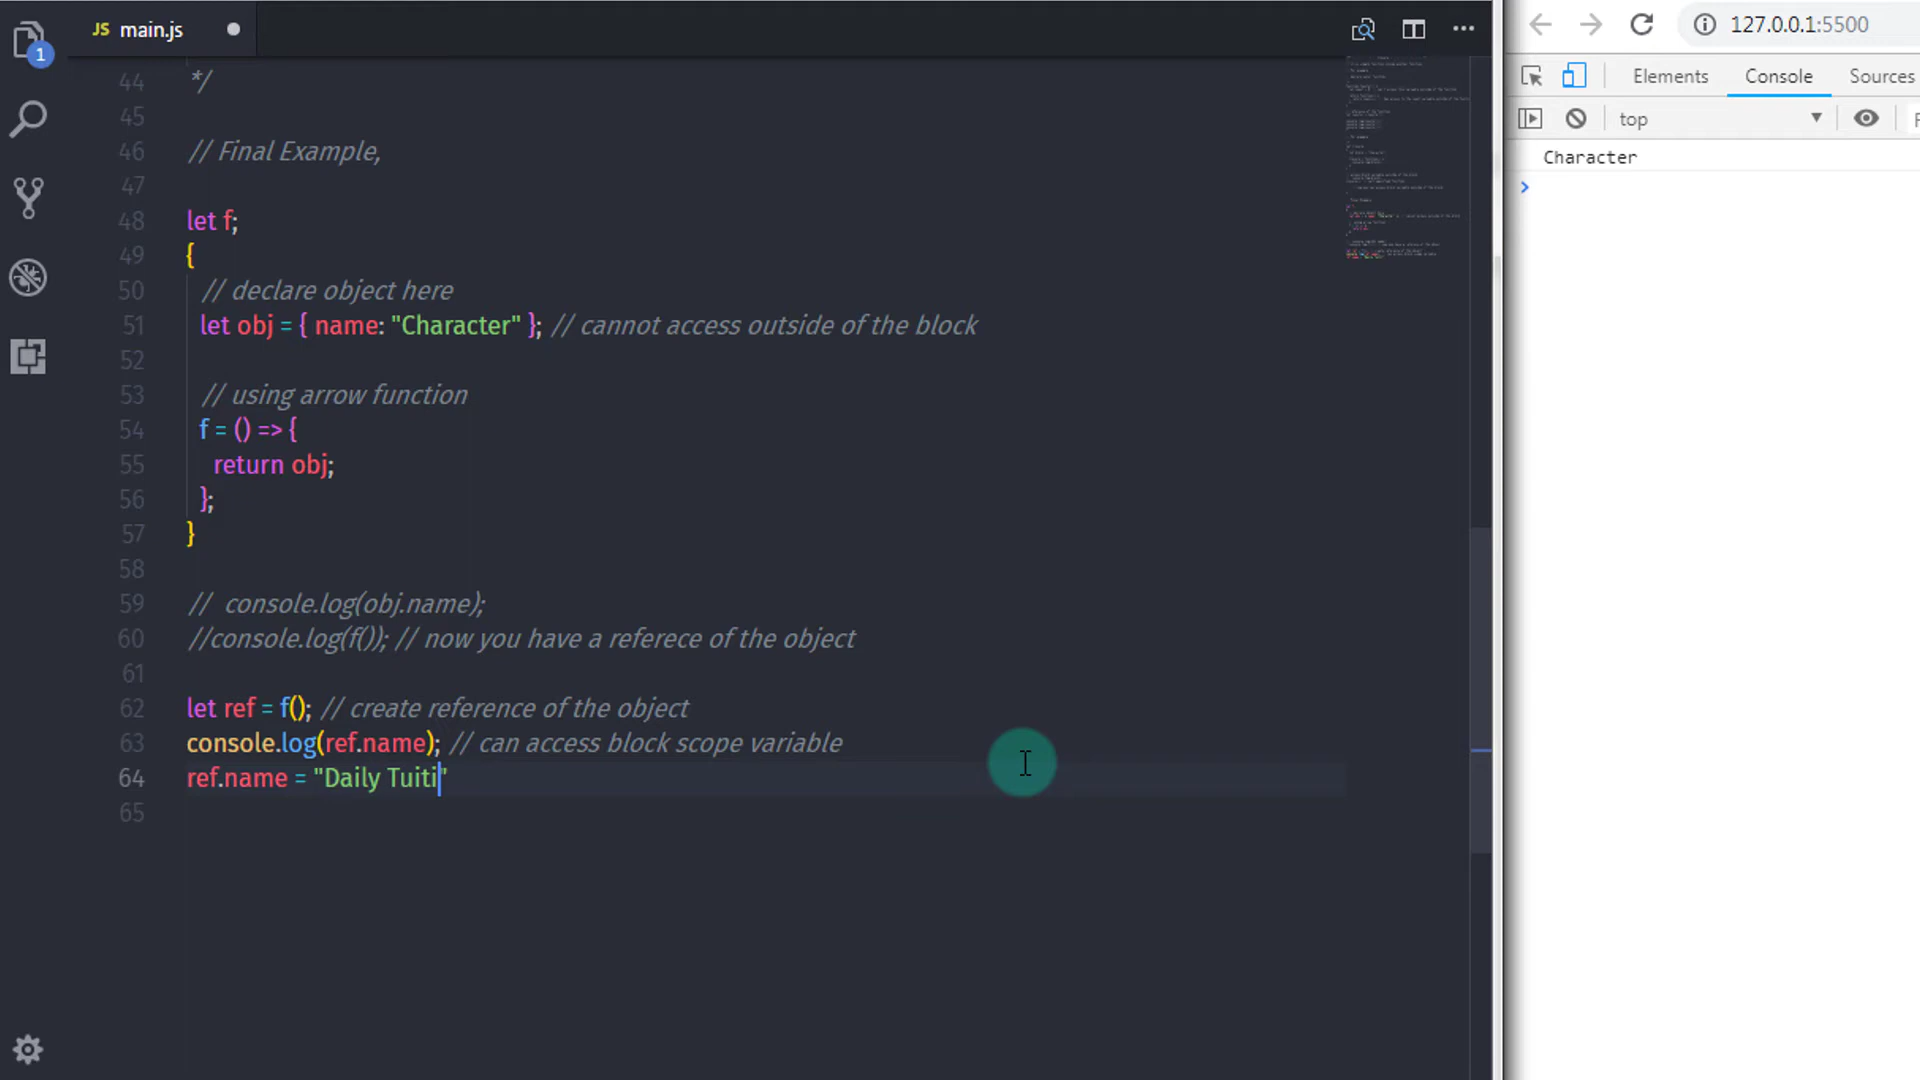 JS main.js
1
44 */
45
46 // Final Example,
47
48 let f;
49 {
50 // declare object here
51 let obj = { name: "Character" }; // cannot access outside of the block
52
53 // using arrow function
54 f = () => {
55 return obj;
56 };
57 }
58
59 // console.log(obj.name);
60 //console.log(f()); // now you have a referece of the object
61
62 let ref = f(); // create reference of the object
63 console.log(ref.name); // can access block scope variable
64 ref.name = "Daily Tuiti"
65
127.0.0.1:5500
Elements Console Sources
top
Character